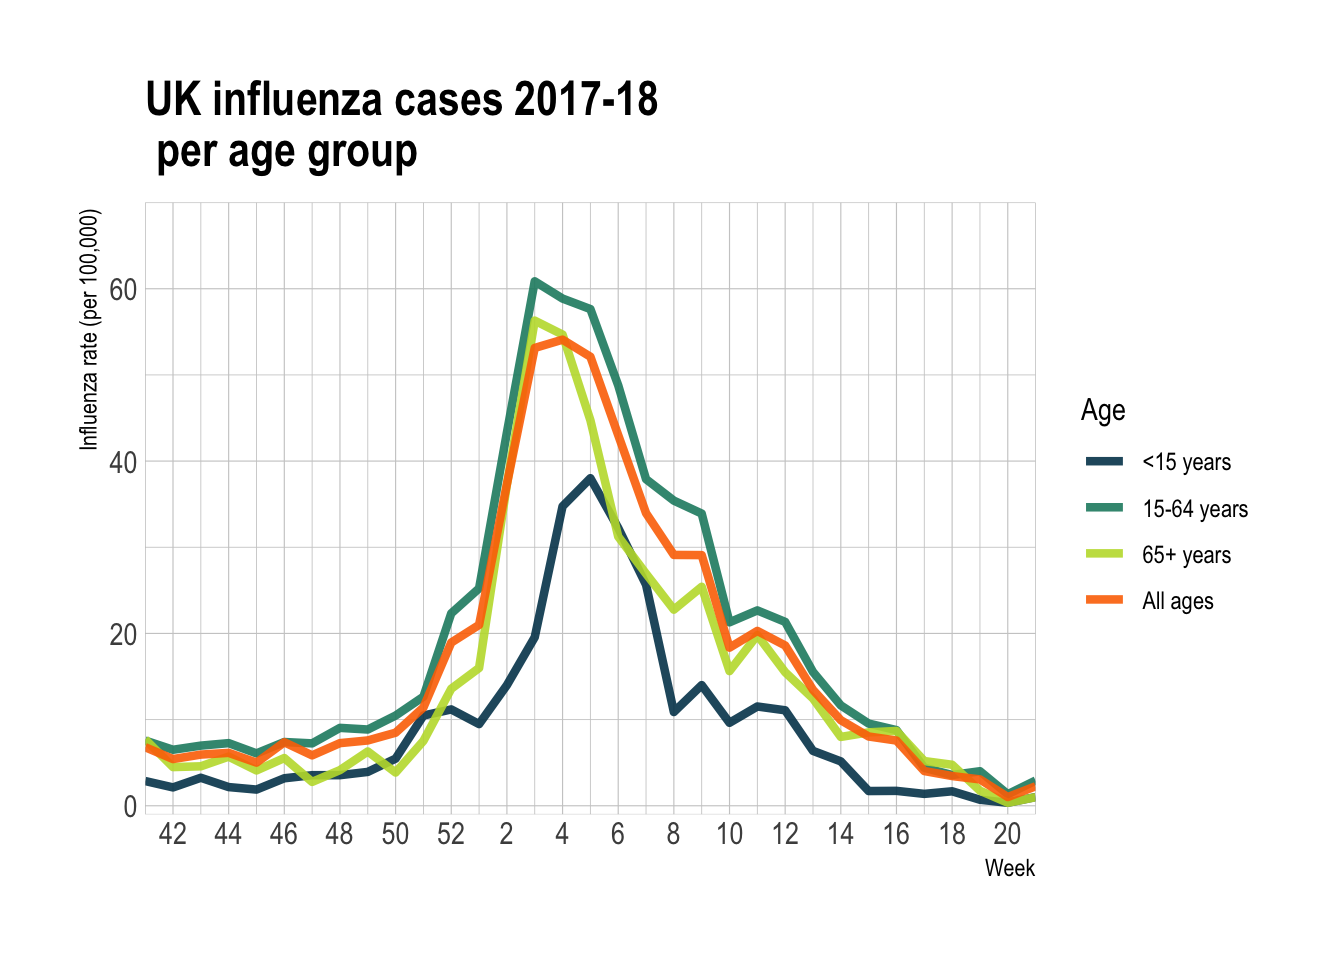 UK influenza cases 2017-18
per age group
Influenza rate (per 100,000)
60
40
20
0
42 44 46 48 50 52 2 4 6 8 10 12 14 16 18 20
Week
Age
<15 years
15-64 years
65+ years
All ages